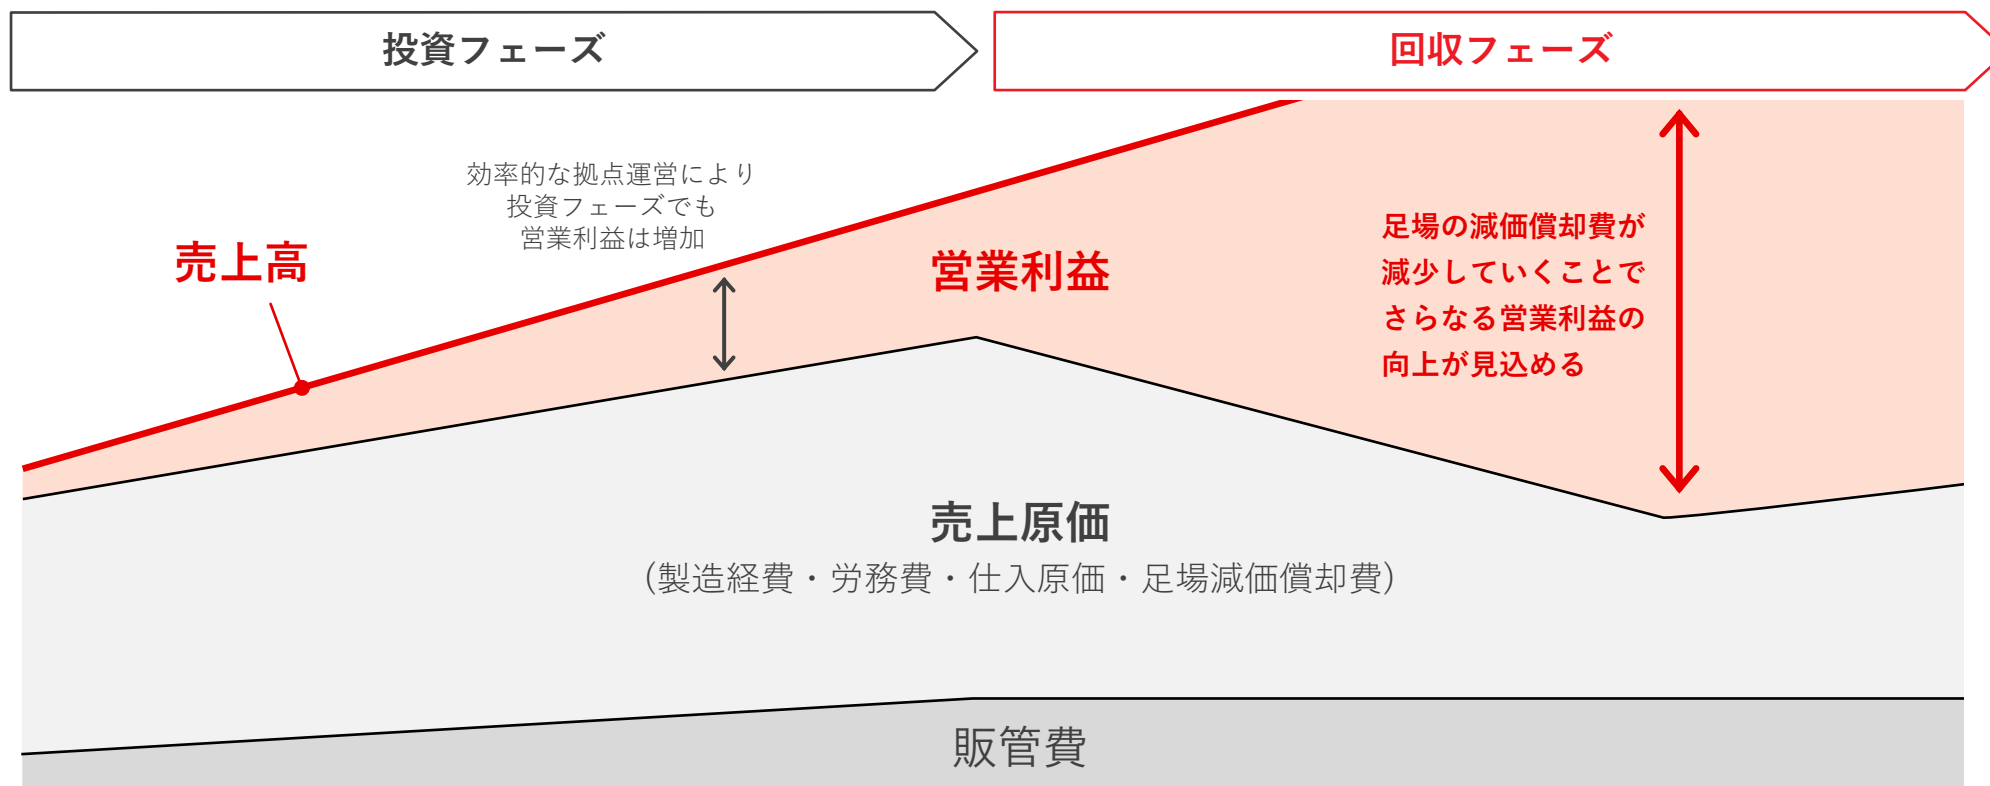 投資フェーズ
回収フェーズ
効率的な拠点運営により
投資フェーズでも
営業利益は増加
売上高
営業利益
足場の減価償却費が
減少していくことで
さらなる営業利益の
向上が見込める
売上原価
(製造経費・労務費・仕入原価・足場減価償却費)
販管費